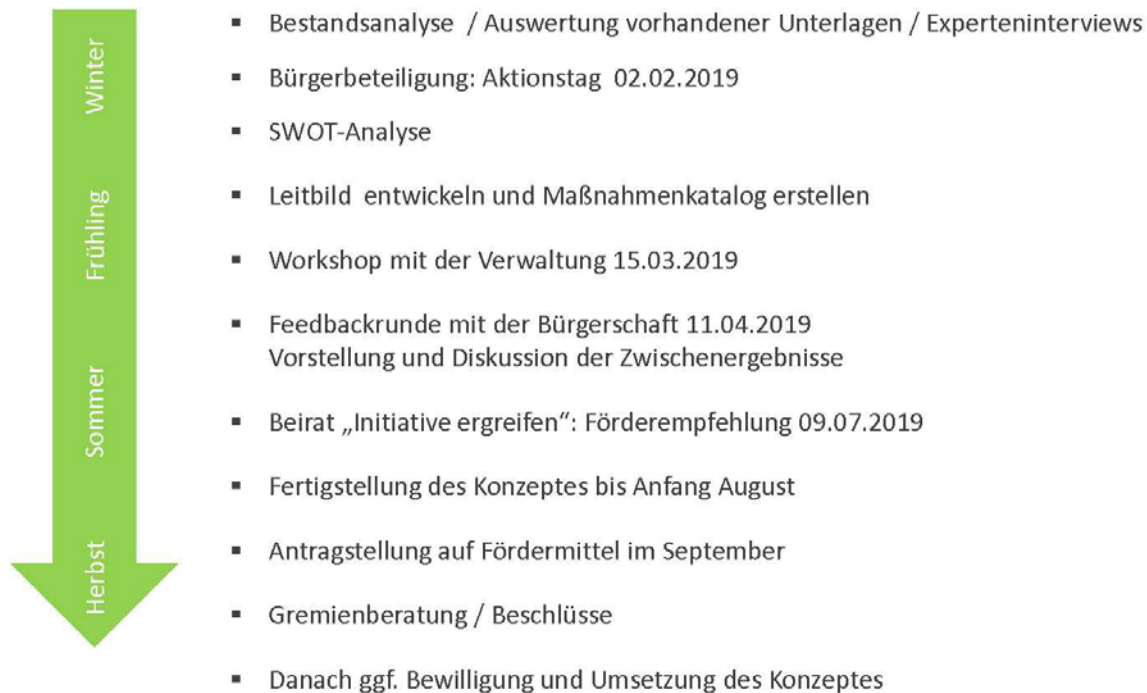 Winter
Frühling
Sommer
Herbst
▪ Bestandsanalyse / Auswertung vorhandener Unterlagen / Experteninterviews
▪ Bürgerbeteiligung: Aktionstag 02.02.2019
▪ SWOT-Analyse
▪ Leitbild entwickeln und Maßnahmenkatalog erstellen
▪ Workshop mit der Verwaltung 15.03.2019
▪ Feedbackrunde mit der Bürgerschaft 11.04.2019
Vorstellung und Diskussion der Zwischenergebnisse
▪ Beirat „Initiative ergreifen“: Förderempfehlung 09.07.2019
▪ Fertigstellung des Konzeptes bis Anfang August
▪ Antragstellung auf Fördermittel im September
▪ Gremienberatung / Beschlüsse
▪ Danach ggf. Bewilligung und Umsetzung des Konzeptes